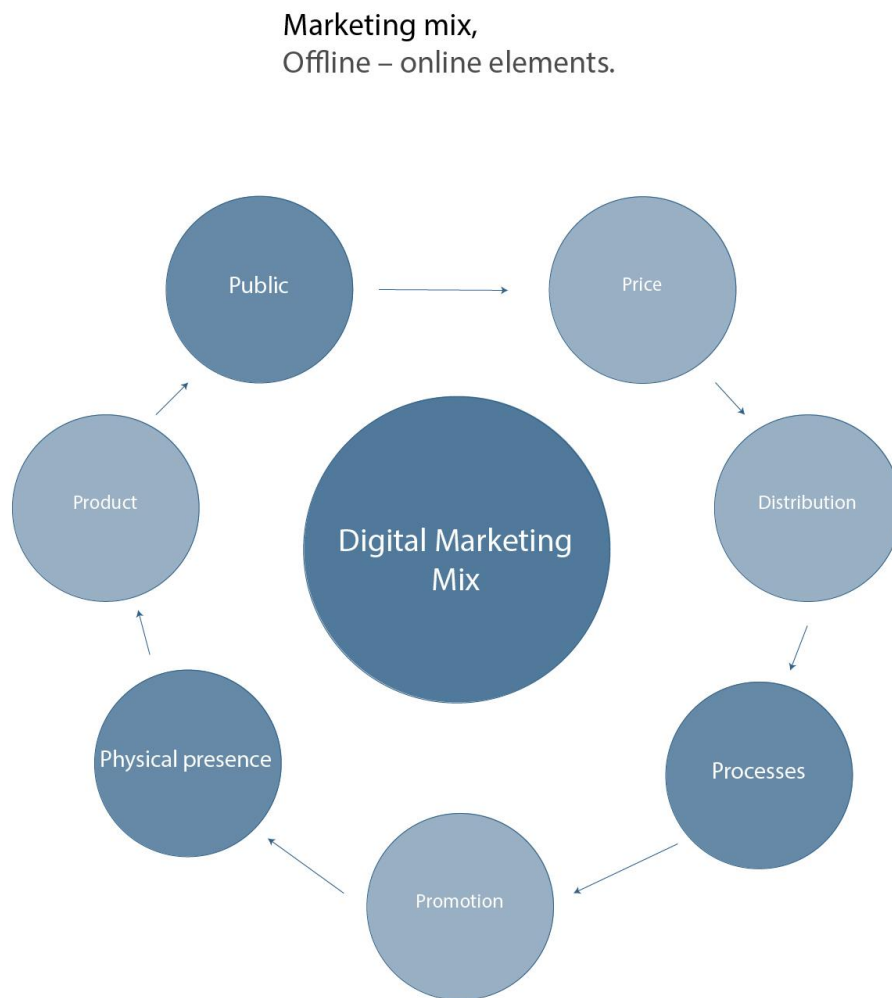 Marketing mix,
Offline – online elements.
Public
Price
Product
Distribution
Digital Marketing
Mix
Physical presence
Processes
Promotion